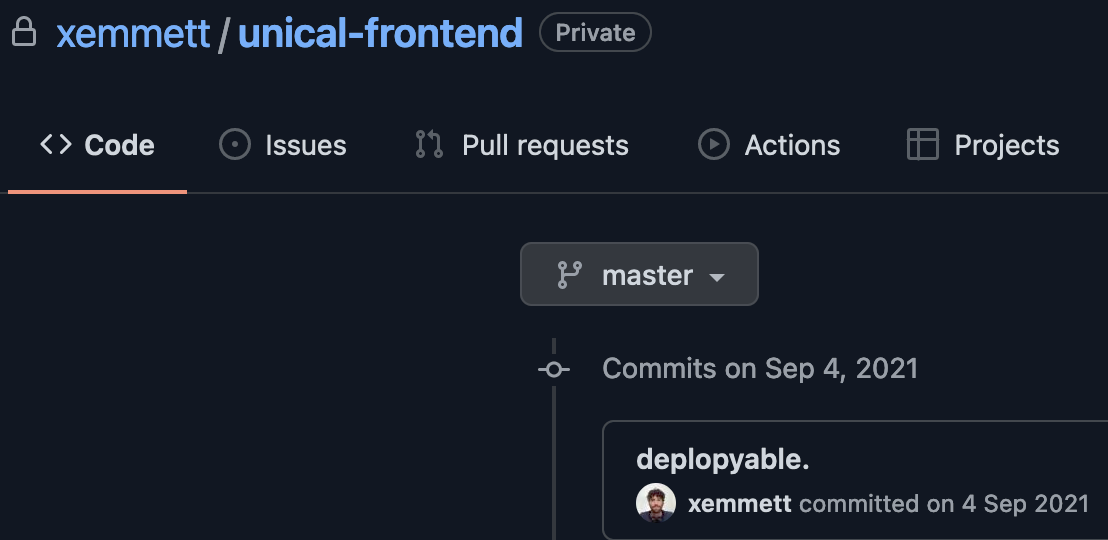 xemmett / unical-frontend Private
Code Issues Pull requests Actions Projects
master
Commits on Sep 4, 2021
deplopyable.
xemmett committed on 4 Sep 2021